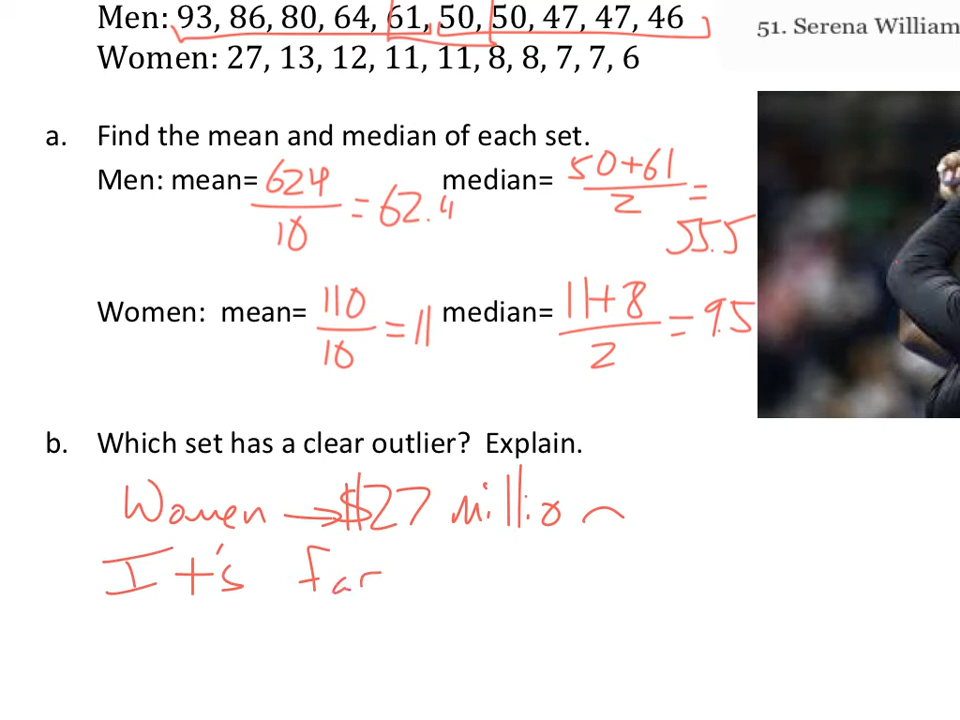 Men: 93, 86, 80, 64, 61, 50, 50, 47, 47, 46
51. Serena William
Women: 27, 13, 12, 11, 11, 8, 8, 7, 7, 6
a. Find the mean and median of each set.
Men: mean= 624/10 = 62.4 median= 50+61/2 = 55.5
Women: mean= 110/10 = 11 median= 11+8/2 = 9.5
b. Which set has a clear outlier? Explain.
Women → $27 million
It's far